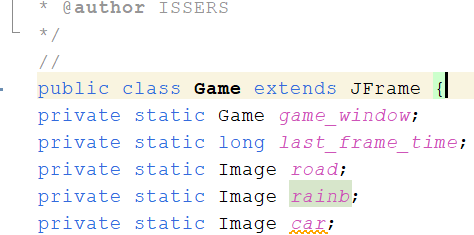 * @author ISSERS
*/
//
public class Game extends JFrame {
private static Game game_window;
private static long last_frame_time;
private static Image road;
private static Image rainb;
private static Image car;